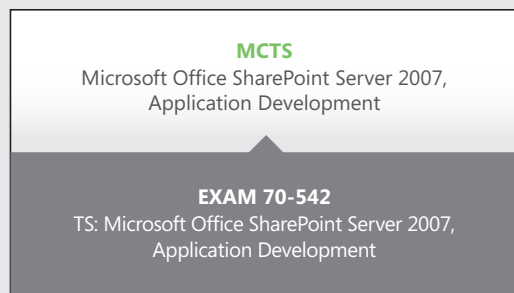 MCTS
Microsoft Office SharePoint Server 2007,
Application Development
EXAM 70-542
TS: Microsoft Office SharePoint Server 2007,
Application Development